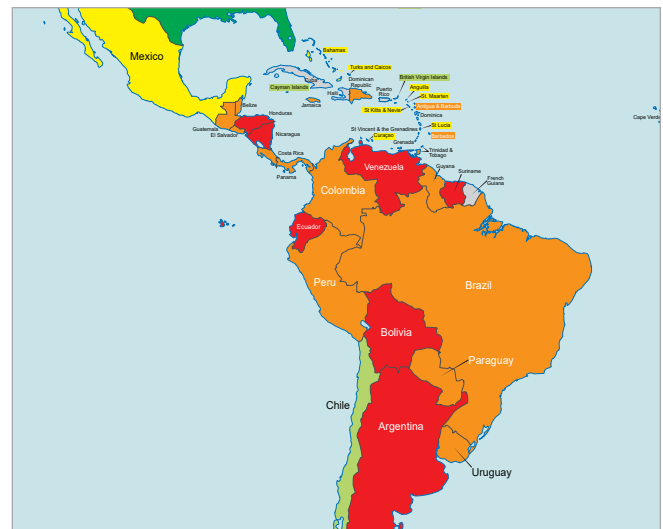 Mexico
Bahamas
Turks and Caicos
Cuba
Cayman Islands
Dominican
Republic
British Virgin Islands
Puerto
Rico
Anguilla
Haiti
St. Maarten
Belize
Jamaica
St Kitts & Nevis
Antigua & Barbuda
Honduras
Dominica
Cape Verde
Guatemala
El Salvador
Nicaragua
St Vincent & the Grenadines
St Lucia
Curaçao
Barbados
Grenada
Costa Rica
Trinidad &
Tobago
Panama
Venezuela
Guyana
Suriname
French
Guiana
Colombia
Ecuador
Peru
Brazil
Bolivia
Paraguay
Chile
Argentina
Uruguay